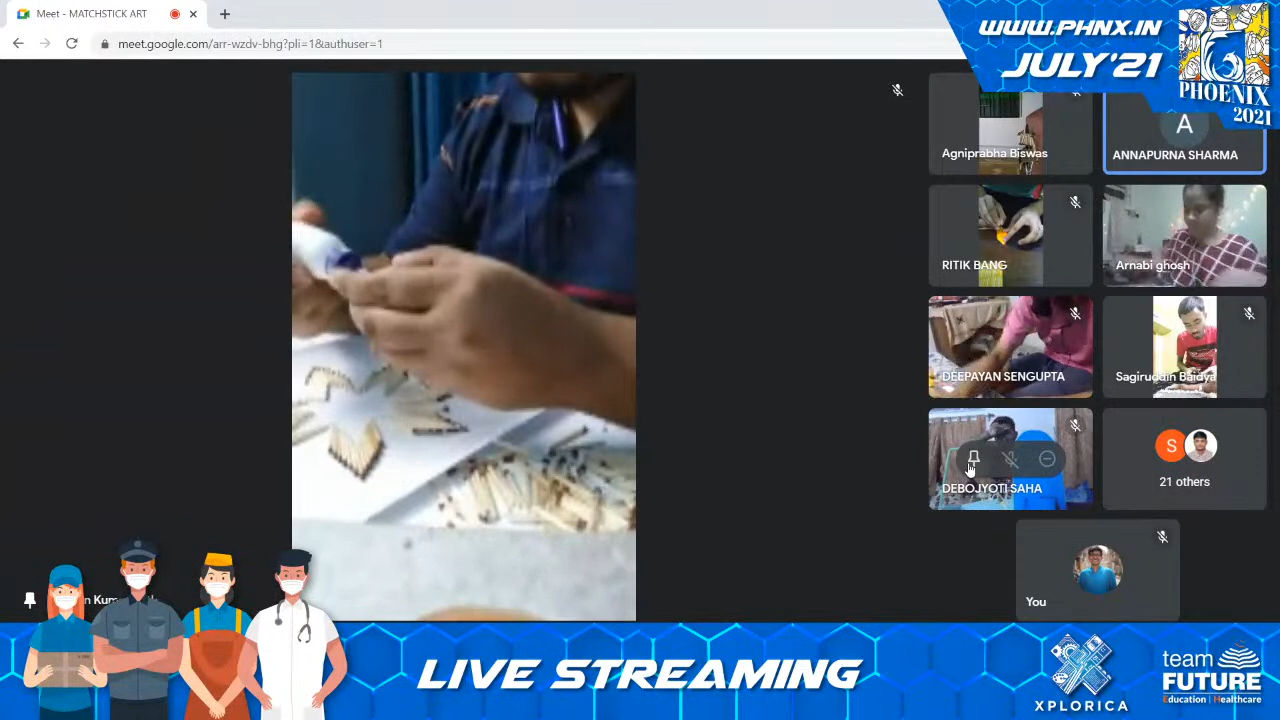 Meet - MATCHSTICK ART
meet.google.com/arr-wzdv-bhg?pli=1&authuser=1
WWW.PHNX.IN
JULY'21
PHOENIX
2021
Agniprabha Biswas
A
ANNAPURNA SHARMA
RITIK BANG
Arnabi ghosh
DEEPAYAN SENGUPTA
Sagiruddin Baidya
DEBOJYOTI SAHA
S
21 others
You
LIVE STREAMING
XPLORICA
team
FUTURE
Education | Healthcare